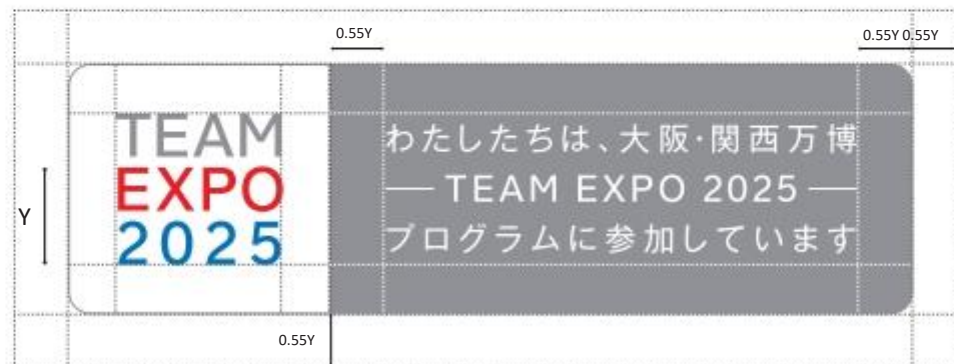 0.55Y
0.55Y 0.55Y
TEAM
EXPO
2025
わたしたちは、大阪・関西万博
TEAM EXPO 2025
プログラムに参加しています
Y
0.55Y